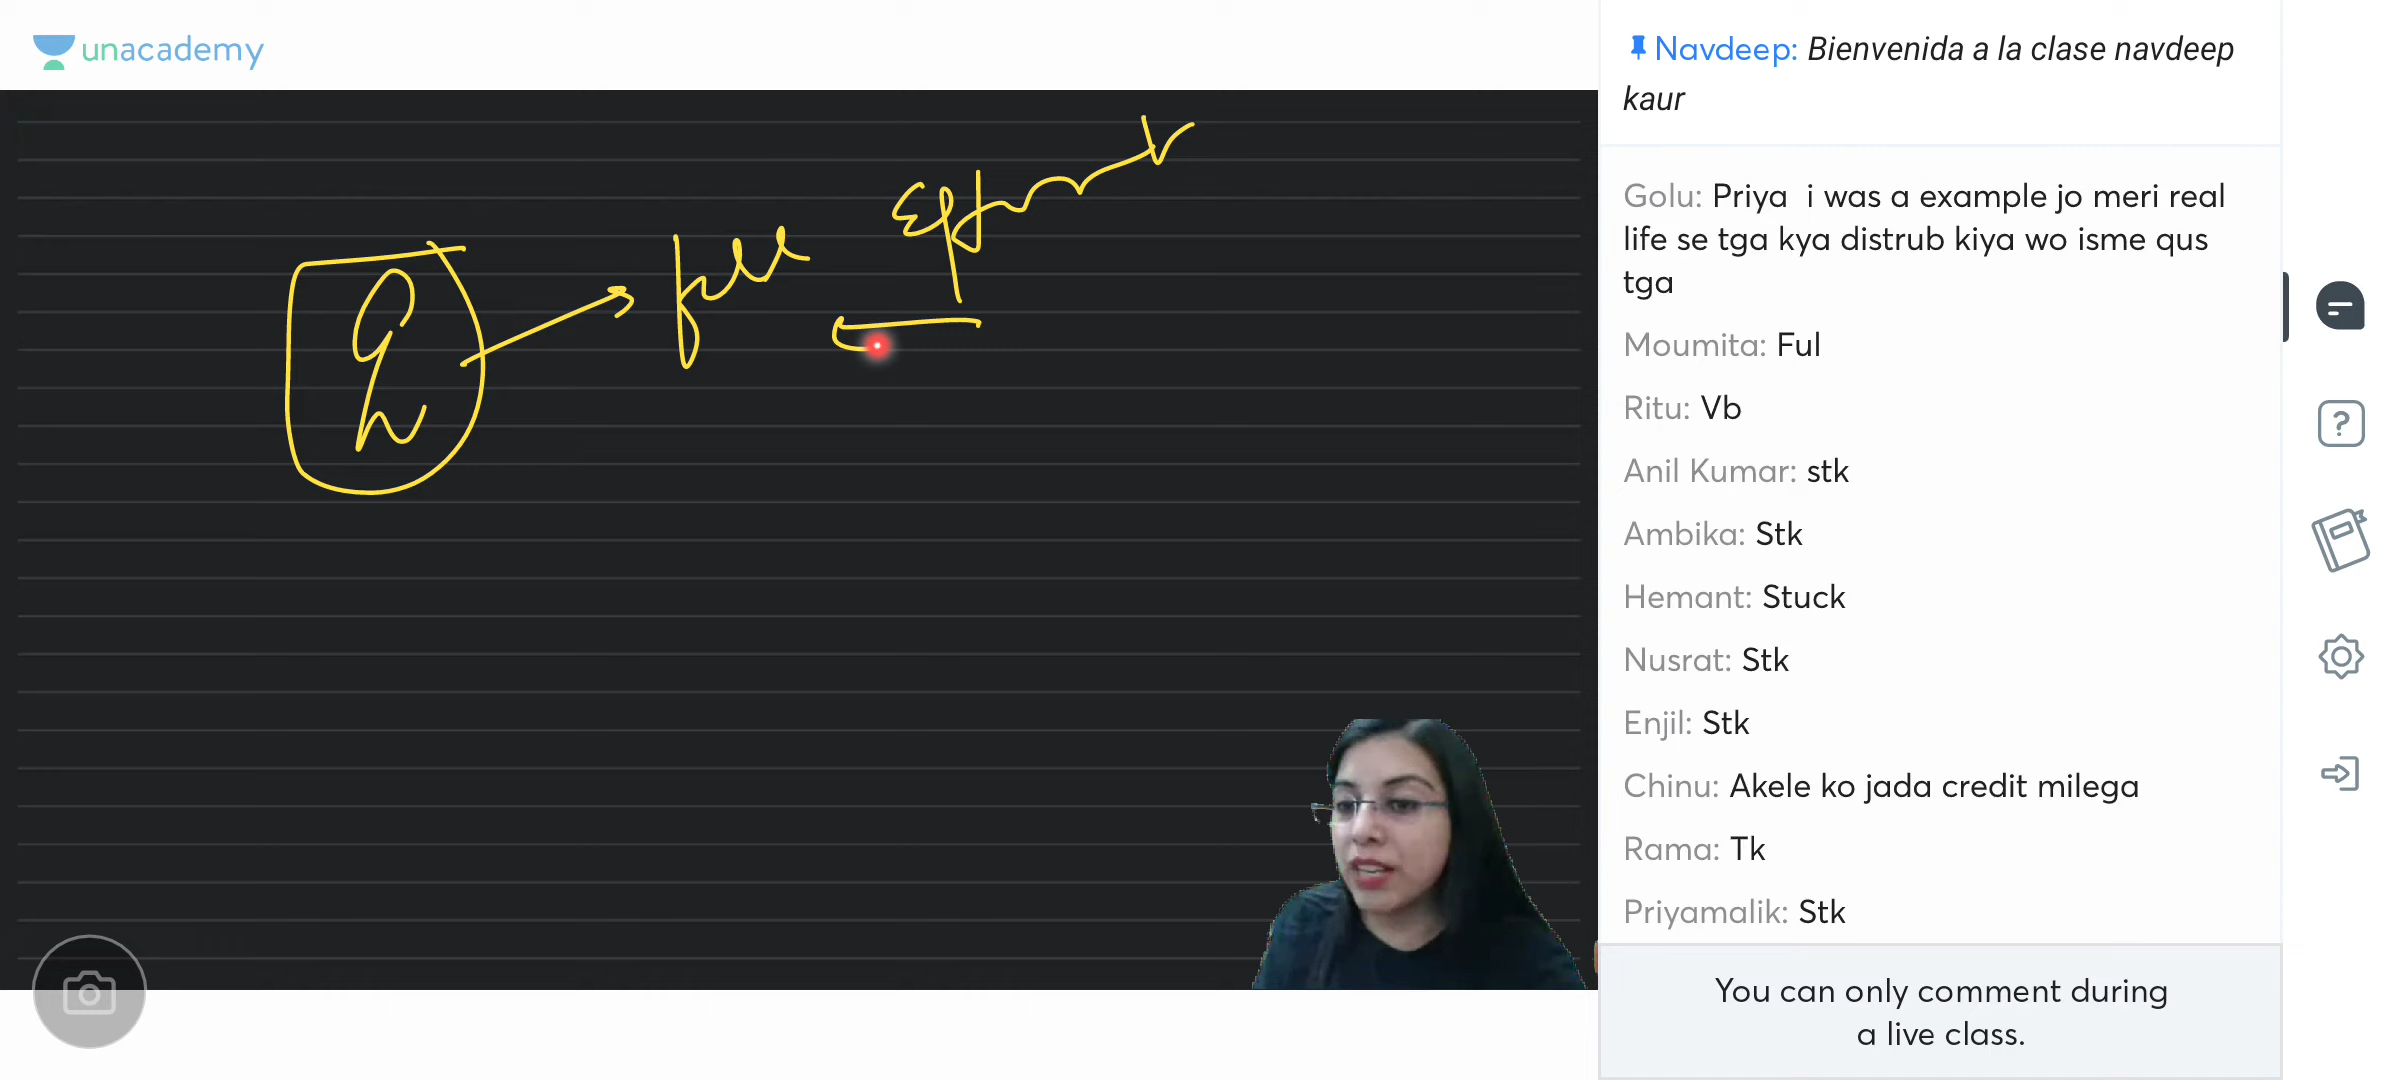 unacademy
full Effort
Navdeep: Bienvenida a la clase navdeep
kaur
Golu: Priya i was a example jo meri real
life se tga kya distrub kiya wo isme qus
tga
Moumita: Ful
Ritu: Vb
Anil Kumar: stk
Ambika: Stk
Hemant: Stuck
Nusrat: Stk
Enjil: Stk
Chinu: Akele ko jada credit milega
Rama: Tk
Priyamalik: Stk
You can only comment during
a live class.